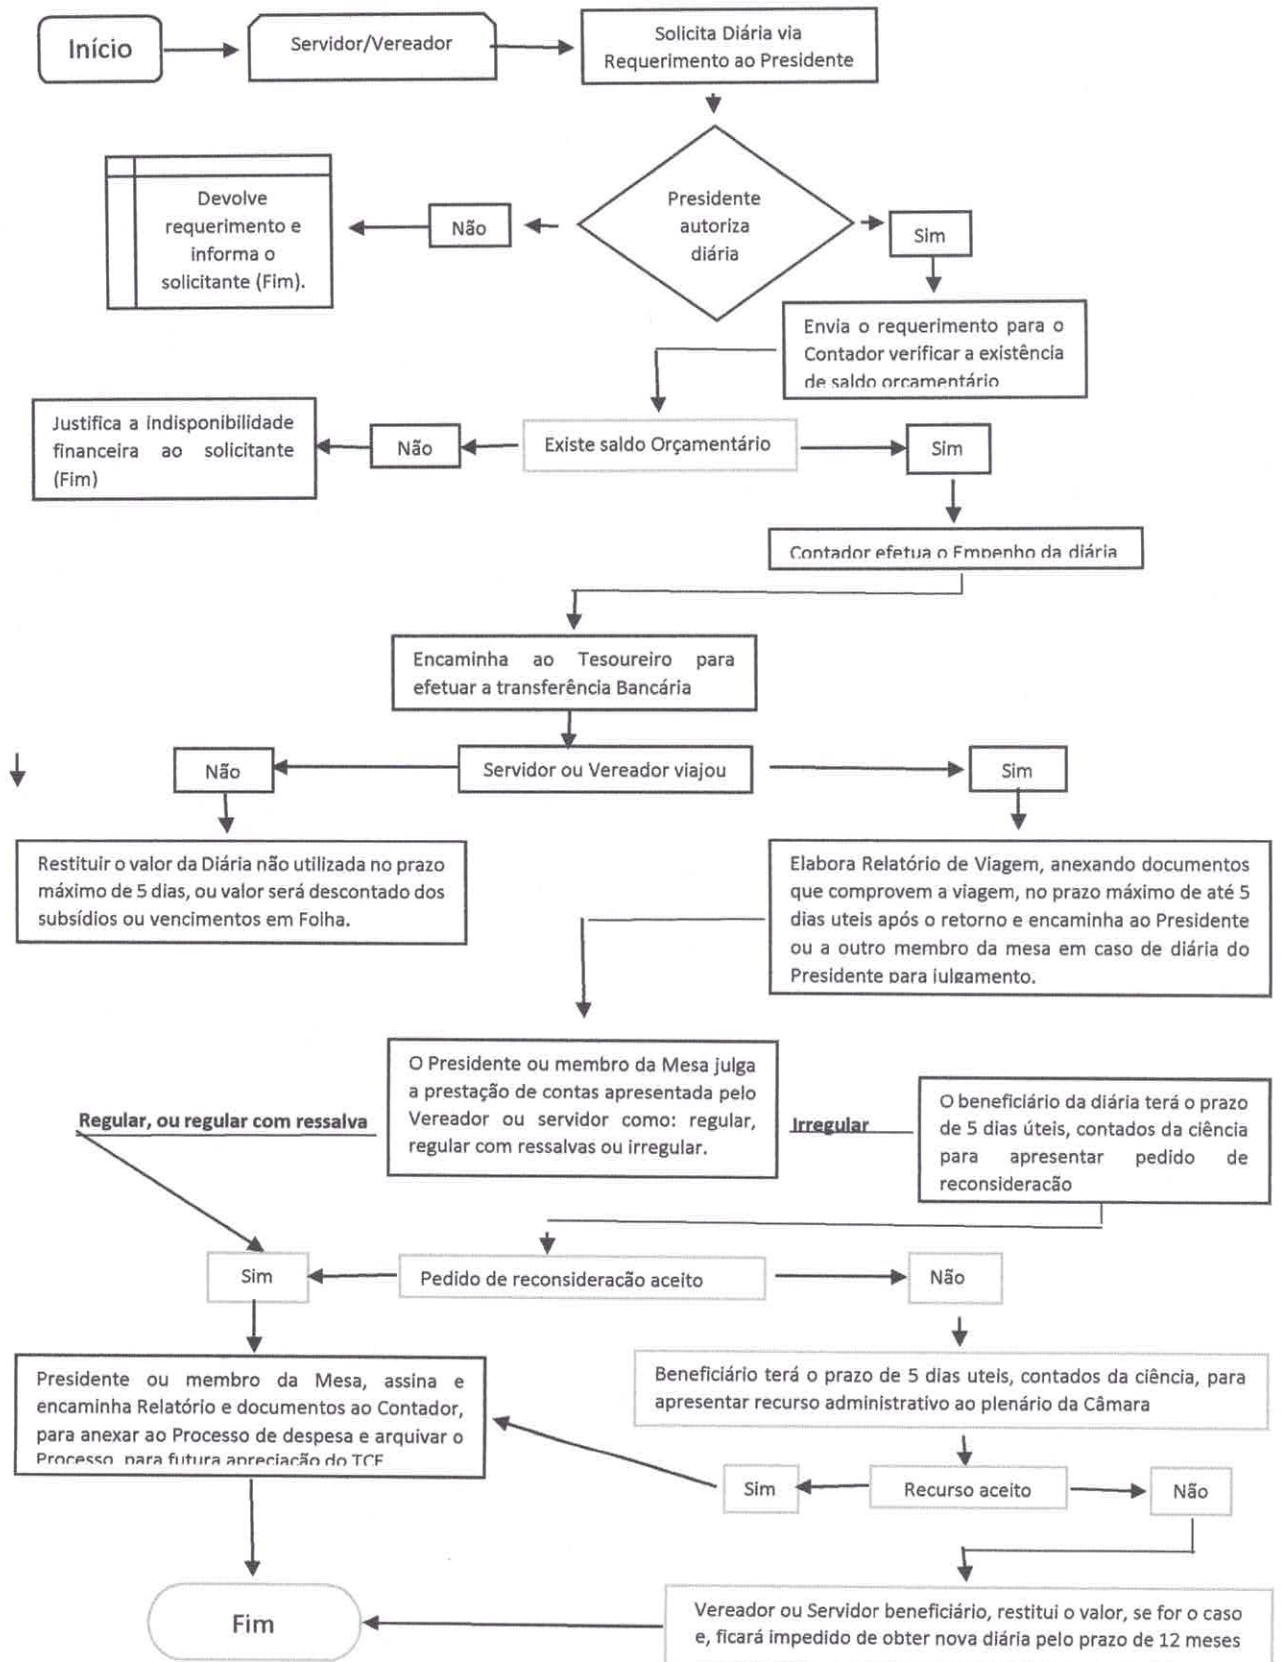 Início
Servidor/Vereador
Solicita Diária via
Requerimento ao Presidente
Presidente
autoriza
diária
Não
Devolve
requerimento e
informa o
solicitante (Fim).
Sim
Envia o requerimento para o
Contador verificar a existência
de saldo orçamentário
Existe saldo Orçamentário
Não
Justifica a indisponibilidade
financeira ao solicitante
(Fim)
Sim
Contador efetua o Empenho da diária
Encaminha ao Tesoureiro para
efetuar a transferência Bancária
Servidor ou Vereador viajou
Não
Sim
Restituir o valor da Diária não utilizada no prazo
máximo de 5 dias, ou valor será descontado dos
subsídios ou vencimentos em Folha.
Elabora Relatório de Viagem, anexando documentos
que comprovem a viagem, no prazo máximo de até 5
dias uteis após o retorno e encaminha ao Presidente
ou a outro membro da mesa em caso de diária do
Presidente para julgamento.
O Presidente ou membro da Mesa julga
a prestação de contas apresentada pelo
Vereador ou servidor como: regular,
regular com ressalvas ou irregular.
Regular, ou regular com ressalva
Irregular
O beneficiário da diária terá o prazo
de 5 dias úteis, contados da ciência
para apresentar pedido de
reconsideração
Pedido de reconsideração aceito
Sim
Não
Presidente ou membro da Mesa, assina e
encaminha Relatório e documentos ao Contador,
para anexar ao Processo de despesa e arquivar o
Processo, para futura apreciação do TCE
Beneficiário terá o prazo de 5 dias uteis, contados da ciência, para
apresentar recurso administrativo ao plenário da Câmara
Recurso aceito
Sim
Não
Vereador ou Servidor beneficiário, restitui o valor, se for o caso
e, ficará impedido de obter nova diária pelo prazo de 12 meses
Fim